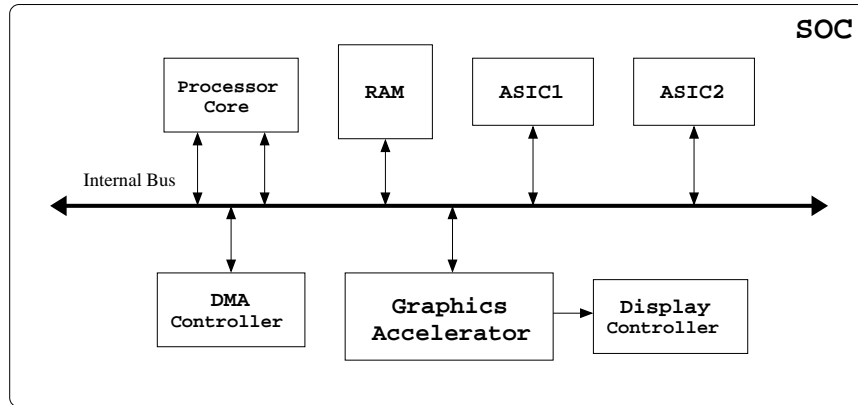 SOC
Processor
Core
RAM
ASIC1
ASIC2
Internal Bus
DMA
Controller
Graphics
Accelerator
Display
Controller